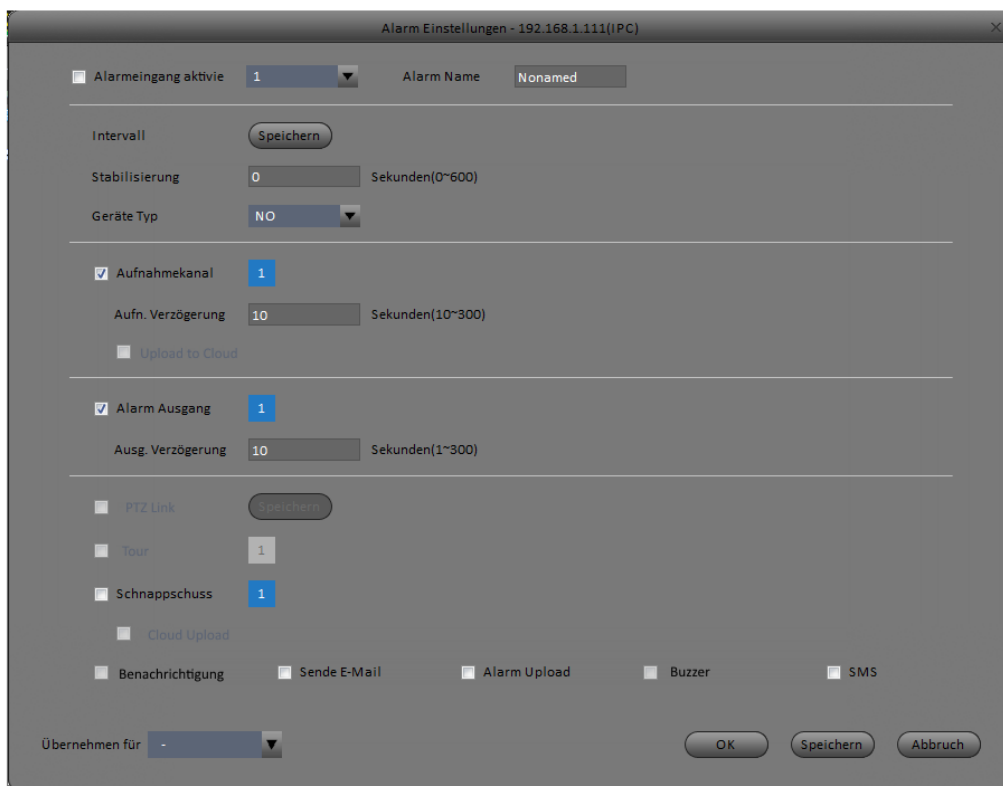 Alarm Einstellungen - 192.168.1.111(IPC)
Alarmeingang aktivie 1 Alarm Name Nonamed
Intervall Speichern
Stabilisierung 0 Sekunden(0~600)
Geräte Typ NO
Aufnahmekanal 1
Aufn. Verzögerung 10 Sekunden(10~300)
Upload to Cloud
Alarm Ausgang 1
Ausg. Verzögerung 10 Sekunden(1~300)
PTZ Link Speichern
Tour 1
Schnappschuss 1
Cloud Upload
Benachrichtigung Sende E-Mail Alarm Upload Buzzer SMS
Übernehmen für - OK Speichern Abbruch